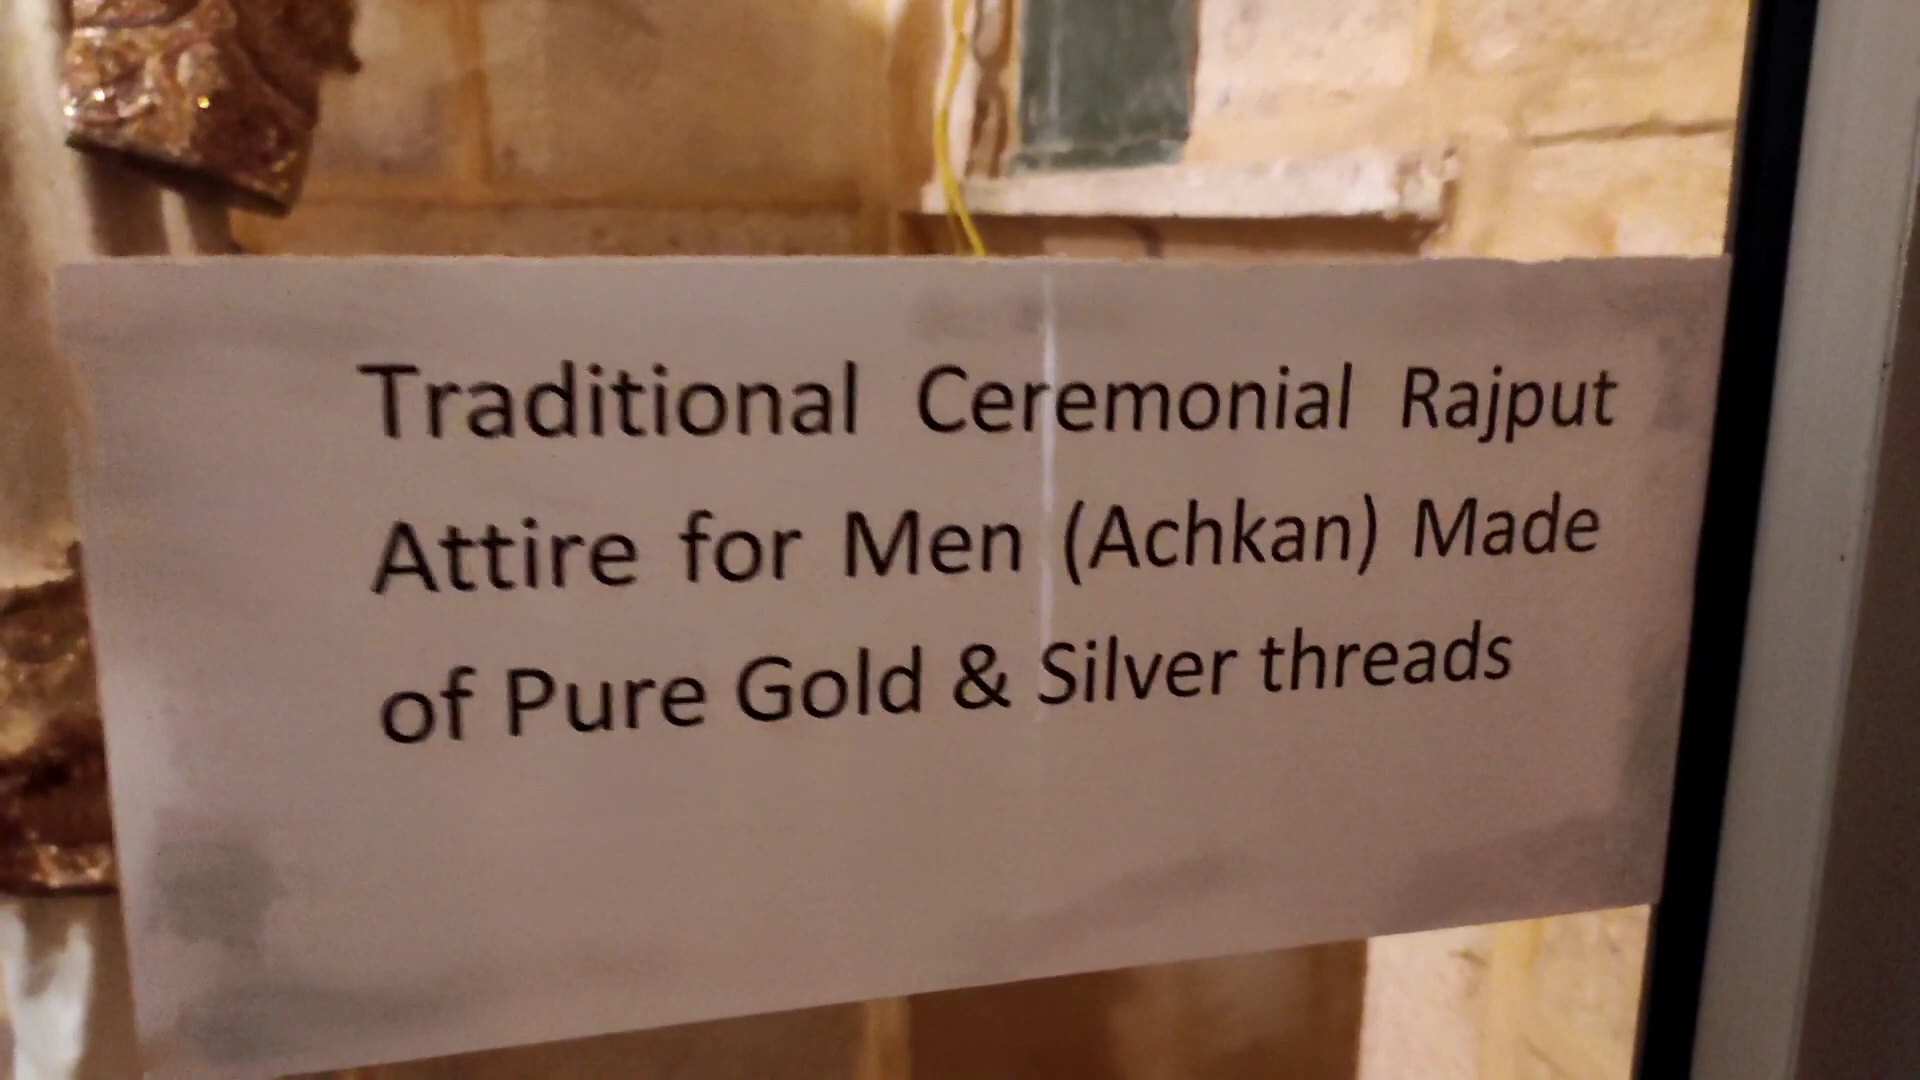 Traditional Ceremonial Rajput
Attire for Men (Achkan) Made
of Pure Gold & Silver threads